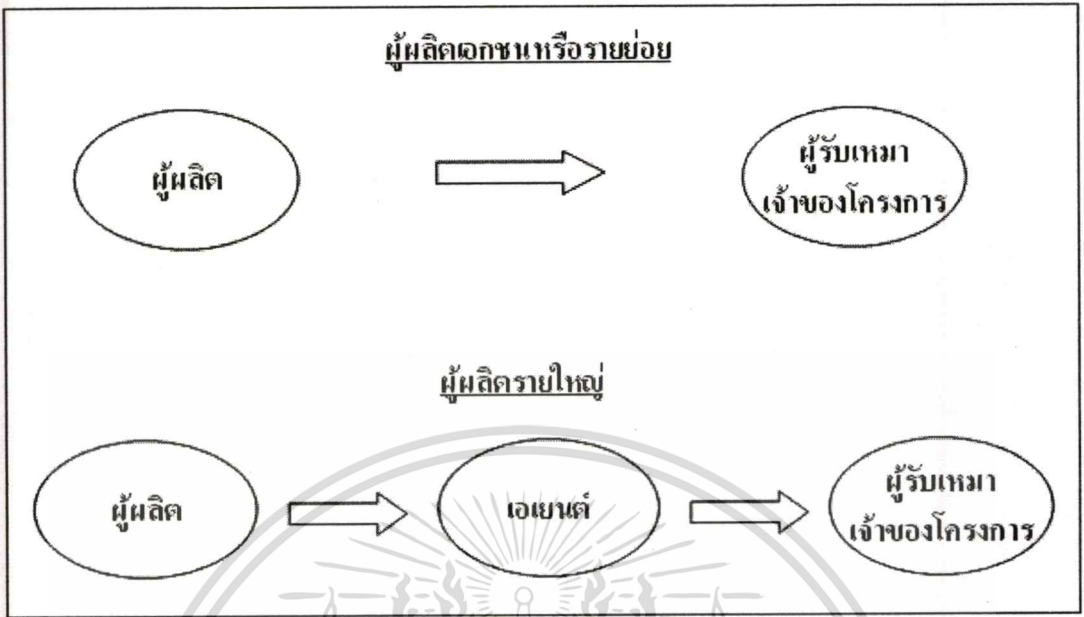 ผู้ผลิตเอกชนหรือรายย่อย
ผู้ผลิต
ผู้รับเหมา
เจ้าของโครงการ
ผู้ผลิตรายใหญ่
ผู้ผลิต
เอเยนต์
ผู้รับเหมา
เจ้าของโครงการ